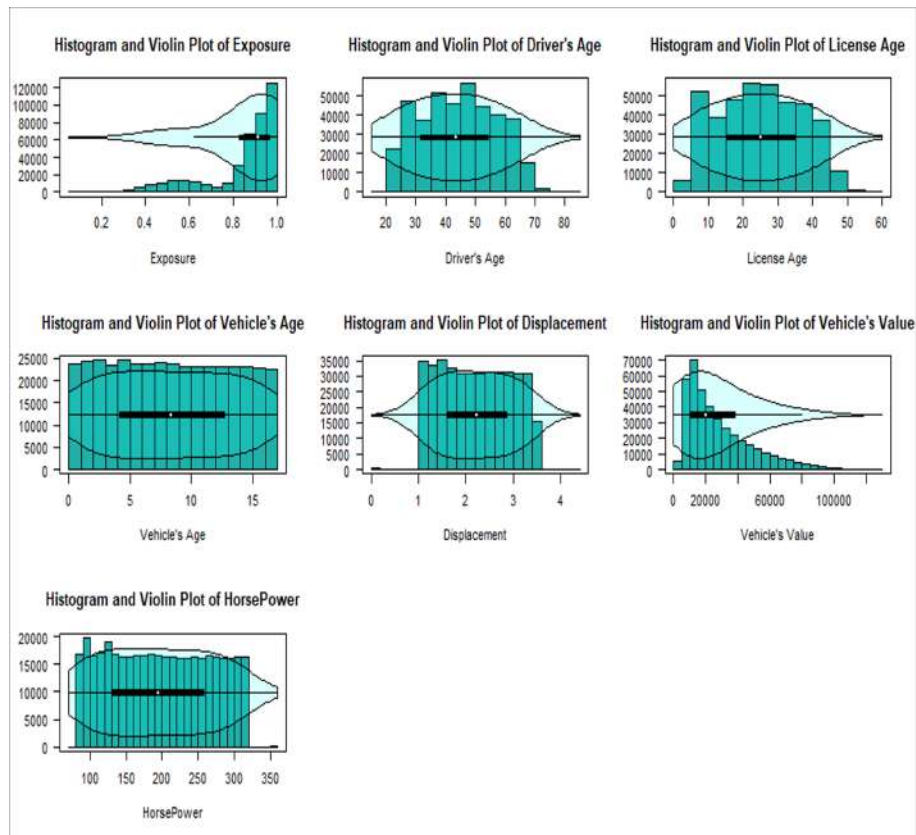 Histogram and Violin Plot of Exposure
120000
100000
80000
60000
40000
20000
0
0.2 0.4 0.6 0.8 1.0
Exposure
Histogram and Violin Plot of Driver's Age
50000
40000
30000
20000
10000
0
20 30 40 50 60 70 80
Driver's Age
Histogram and Violin Plot of License Age
50000
40000
30000
20000
10000
0
0 10 20 30 40 50 60
License Age
Histogram and Violin Plot of Vehicle's Age
25000
20000
15000
10000
5000
0
0 5 10 15
Vehicle's Age
Histogram and Violin Plot of Displacement
35000
30000
25000
20000
15000
10000
5000
0
0 1 2 3 4
Displacement
Histogram and Violin Plot of Vehicle's Value
70000
60000
50000
40000
30000
20000
10000
0
0 20000 60000 100000
Vehicle's Value
Histogram and Violin Plot of HorsePower
20000
15000
10000
5000
0
100 150 200 250 300 350
HorsePower